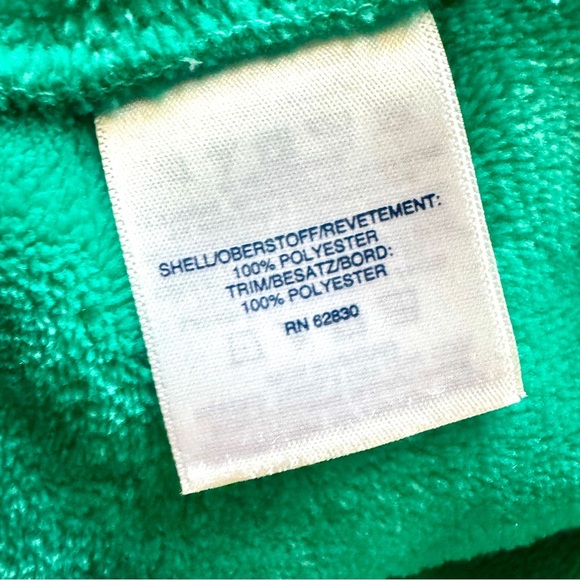 SHELL/OBERSTOFF/REVETEMENT:
100% POLYESTER
TRIM/BESATZ/BORD:
100% POLYESTER
RN 62830